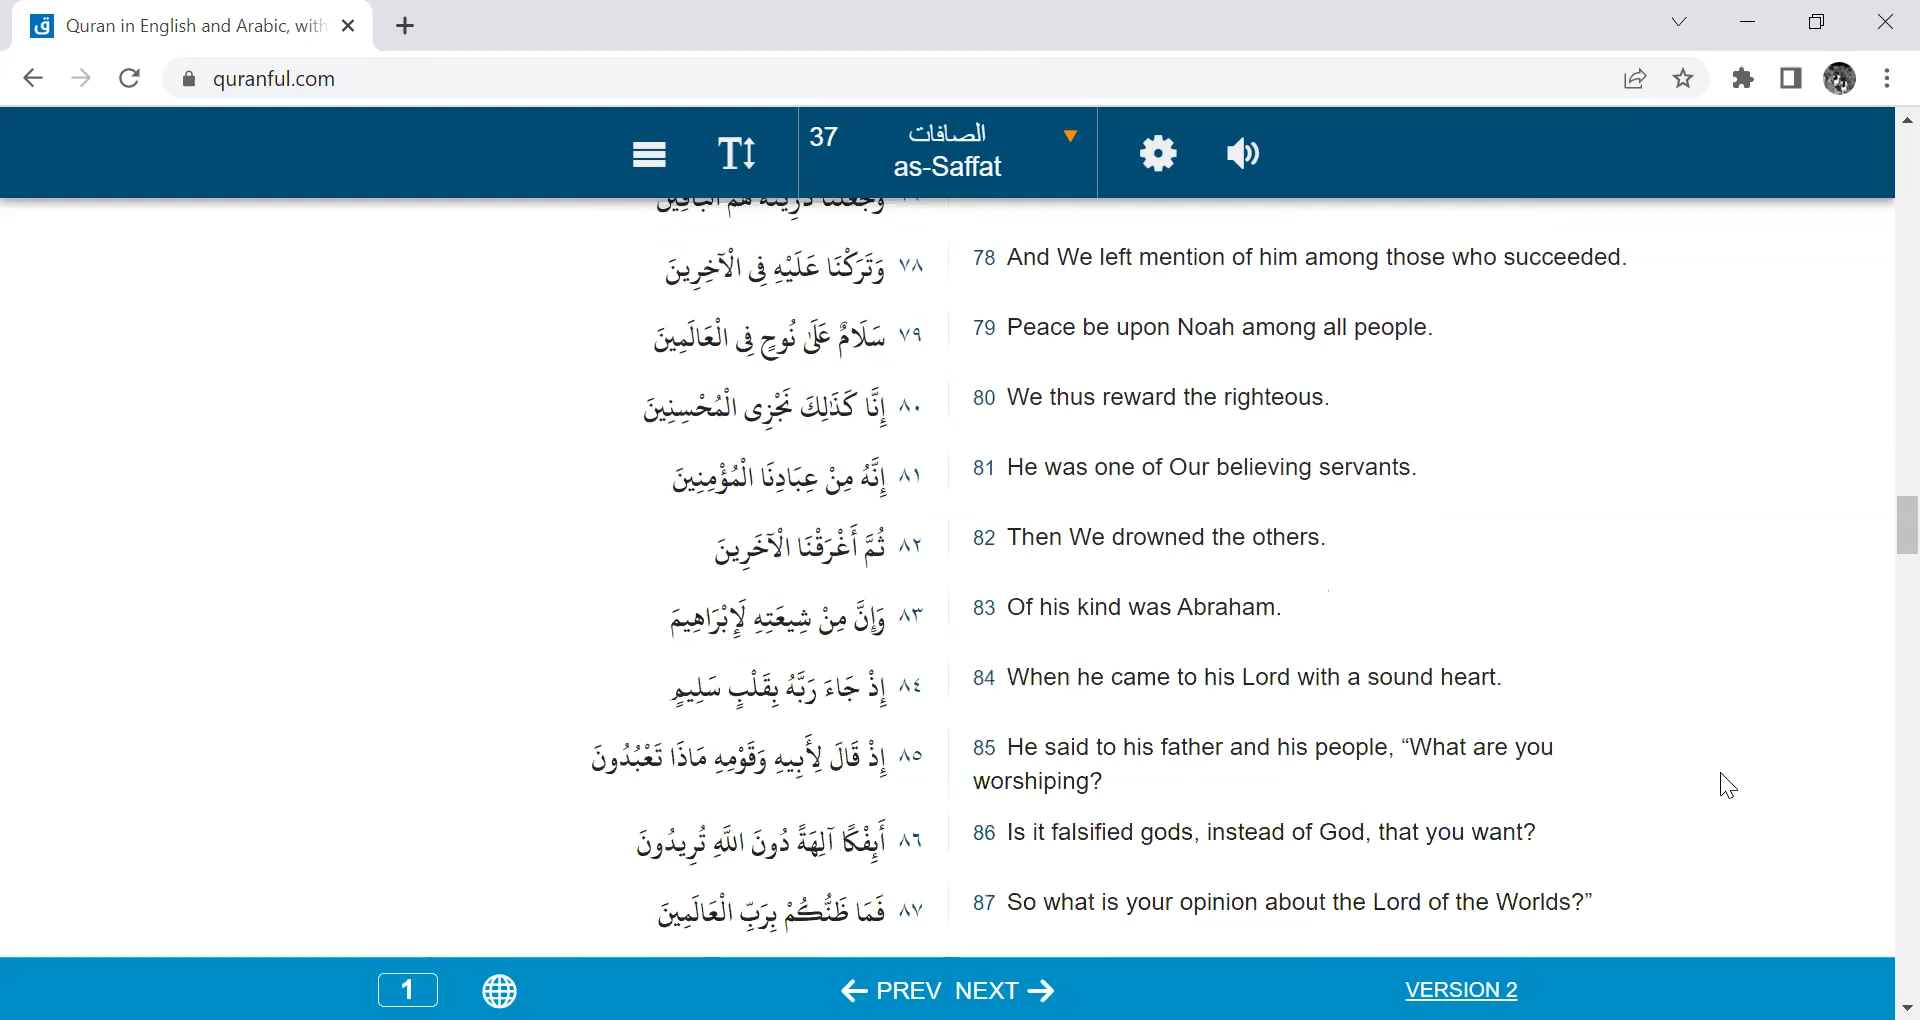 Quran in English and Arabic, with
quranful.com
37
الصافات
as-Saffat
٧٨ وَتَرَكْنَا عَلَيْهِ فِي الْآخِرِينَ
78 And We left mention of him among those who succeeded.
٧٩ سَلَامٌ عَلَىٰ نُوحٍ فِي الْعَالَمِينَ
79 Peace be upon Noah among all people.
٨٠ إِنَّا كَذَٰلِكَ نَجْزِي الْمُحْسِنِينَ
80 We thus reward the righteous.
٨١ إِنَّهُ مِنْ عِبَادِنَا الْمُؤْمِنِينَ
81 He was one of Our believing servants.
٨٢ ثُمَّ أَغْرَقْنَا الْآخَرِينَ
82 Then We drowned the others.
٨٣ وَإِنَّ مِنْ شِيعَتِهِ لَإِبْرَاهِيمَ
83 Of his kind was Abraham.
٨٤ إِذْ جَاءَ رَبَّهُ بِقَلْبٍ سَلِيمٍ
84 When he came to his Lord with a sound heart.
٨٥ إِذْ قَالَ لِأَبِيهِ وَقَوْمِهِ مَاذَا تَعْبُدُونَ
85 He said to his father and his people, “What are you
worshiping?
٨٦ أَئِفْكًا آلِهَةً دُونَ اللَّهِ تُرِيدُونَ
86 Is it falsified gods, instead of God, that you want?
٨٧ فَمَا ظَنُّكُمْ بِرَبِّ الْعَالَمِينَ
87 So what is your opinion about the Lord of the Worlds?”
1
PREV NEXT
VERSION 2